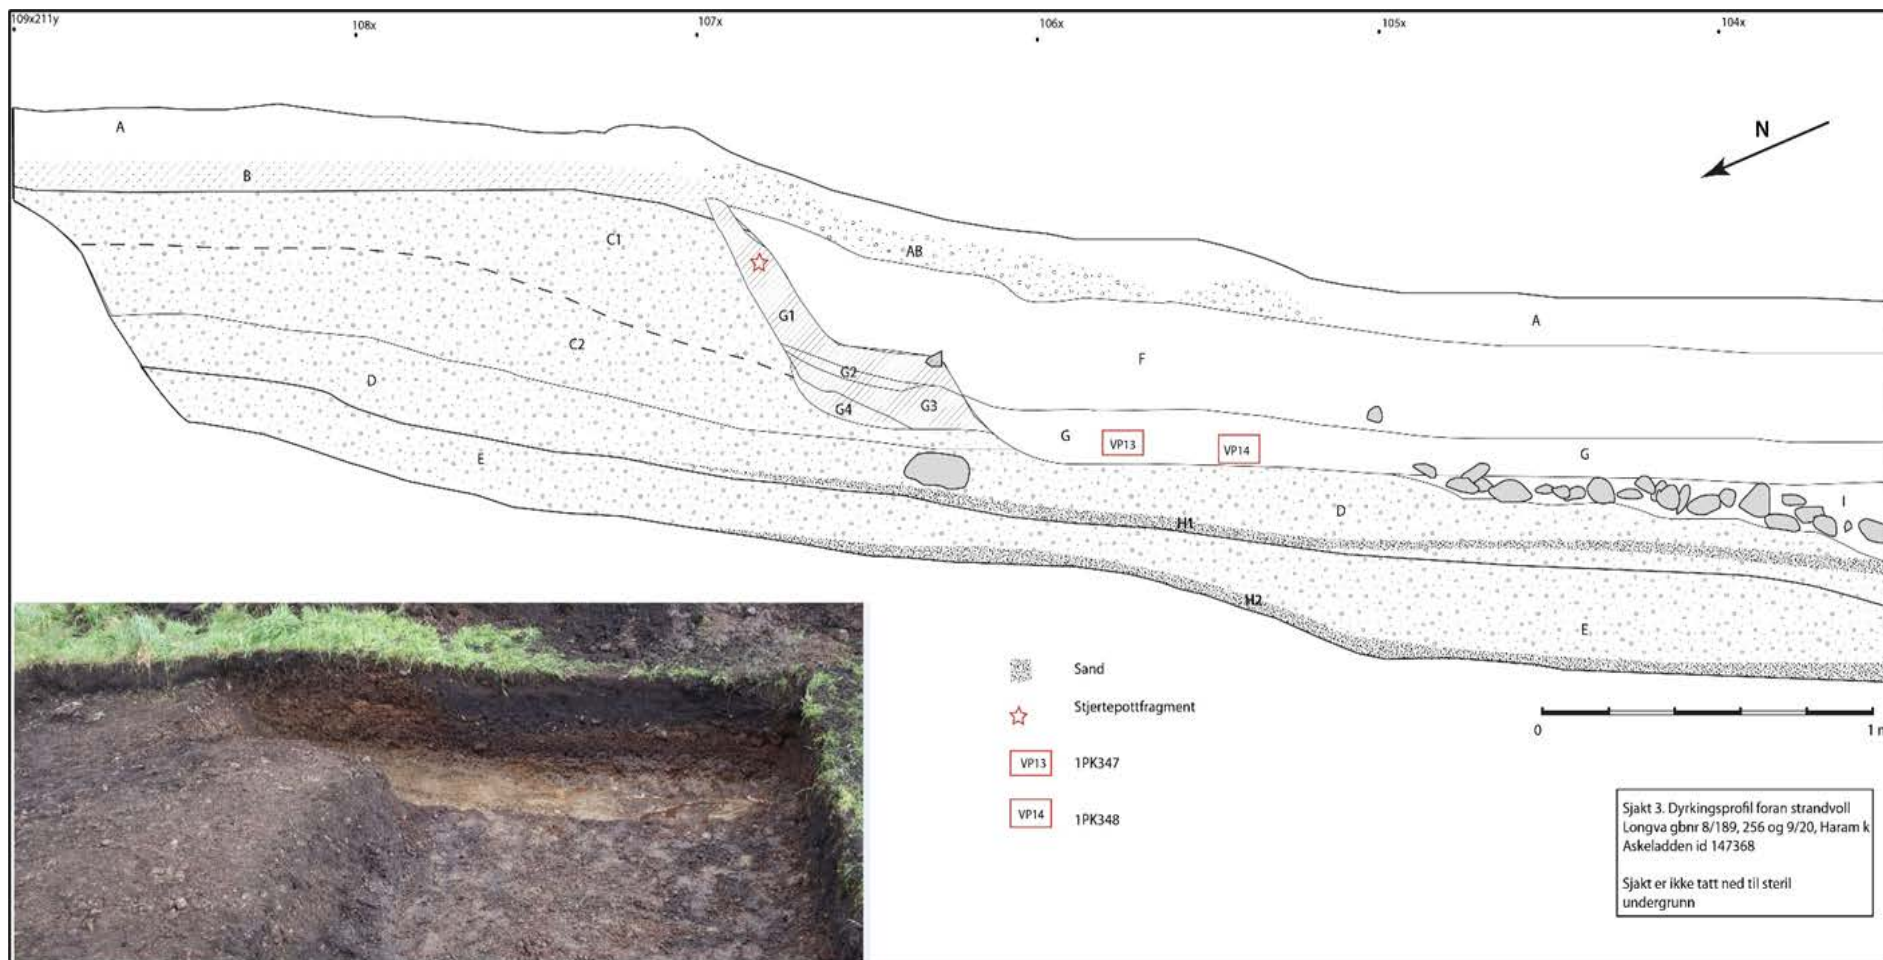 109x211y
108x
107x
106x
105x
104x
A
N
B
C1
AB
G1
A
C2
F
G2
D
G4
G3
G
VP13
VP14
G
E
I
H1
D
H2
E
Sand
Stjertepottfragment
VP13 1PK347
VP14 1PK348
0 1 m
Sjakt 3. Dyrkingsprofil foran strandvoll
Longva gbnr 8/189, 256 og 9/20, Haram k
Askeladden id 147368
Sjakt er ikke tatt ned til steril
undergrunn